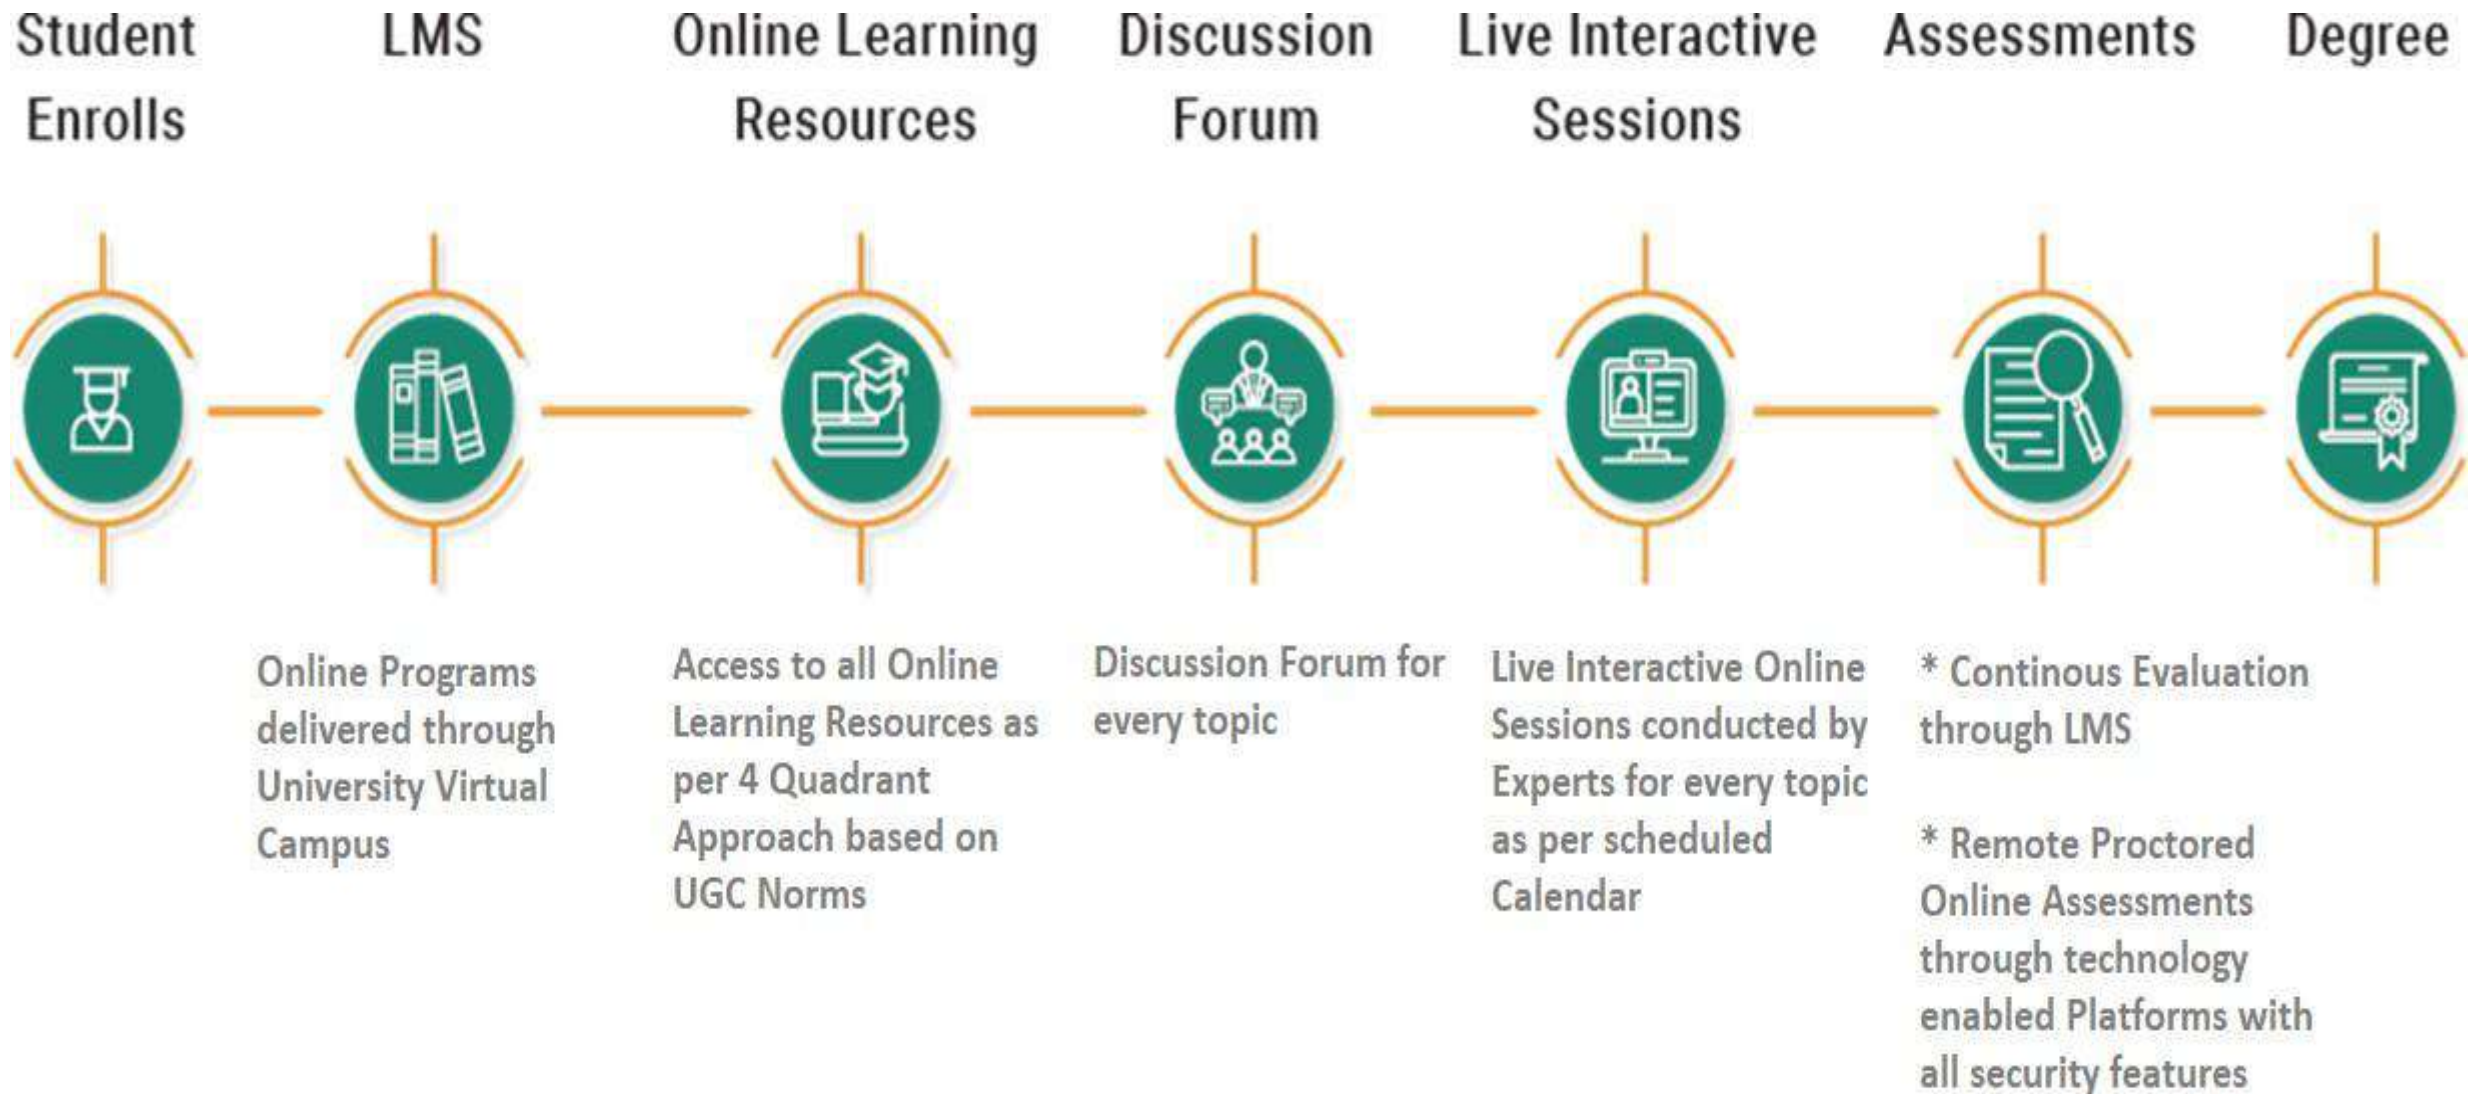 Student
Enrolls
LMS
Online Learning
Resources
Discussion
Forum
Live Interactive
Sessions
Assessments
Degree
Online Programs
delivered through
University Virtual
Campus
Access to all Online
Learning Resources as
per 4 Quadrant
Approach based on
UGC Norms
Discussion Forum for
every topic
Live Interactive Online
Sessions conducted by
Experts for every topic
as per scheduled
Calendar
* Continous Evaluation
through LMS
* Remote Proctored
Online Assessments
through technology
enabled Platforms with
all security features